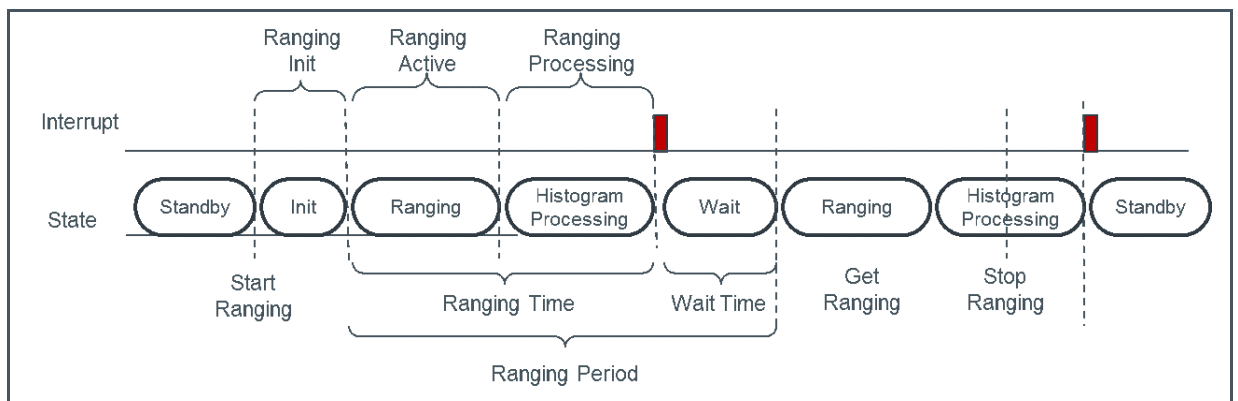 Ranging
Init
Ranging
Active
Ranging
Processing
Interrupt
State
Standby
Init
Ranging
Histogram
Processing
Wait
Ranging
Histogram
Processing
Standby
Start
Ranging
Ranging Time
Wait Time
Get
Ranging
Stop
Ranging
Ranging Period